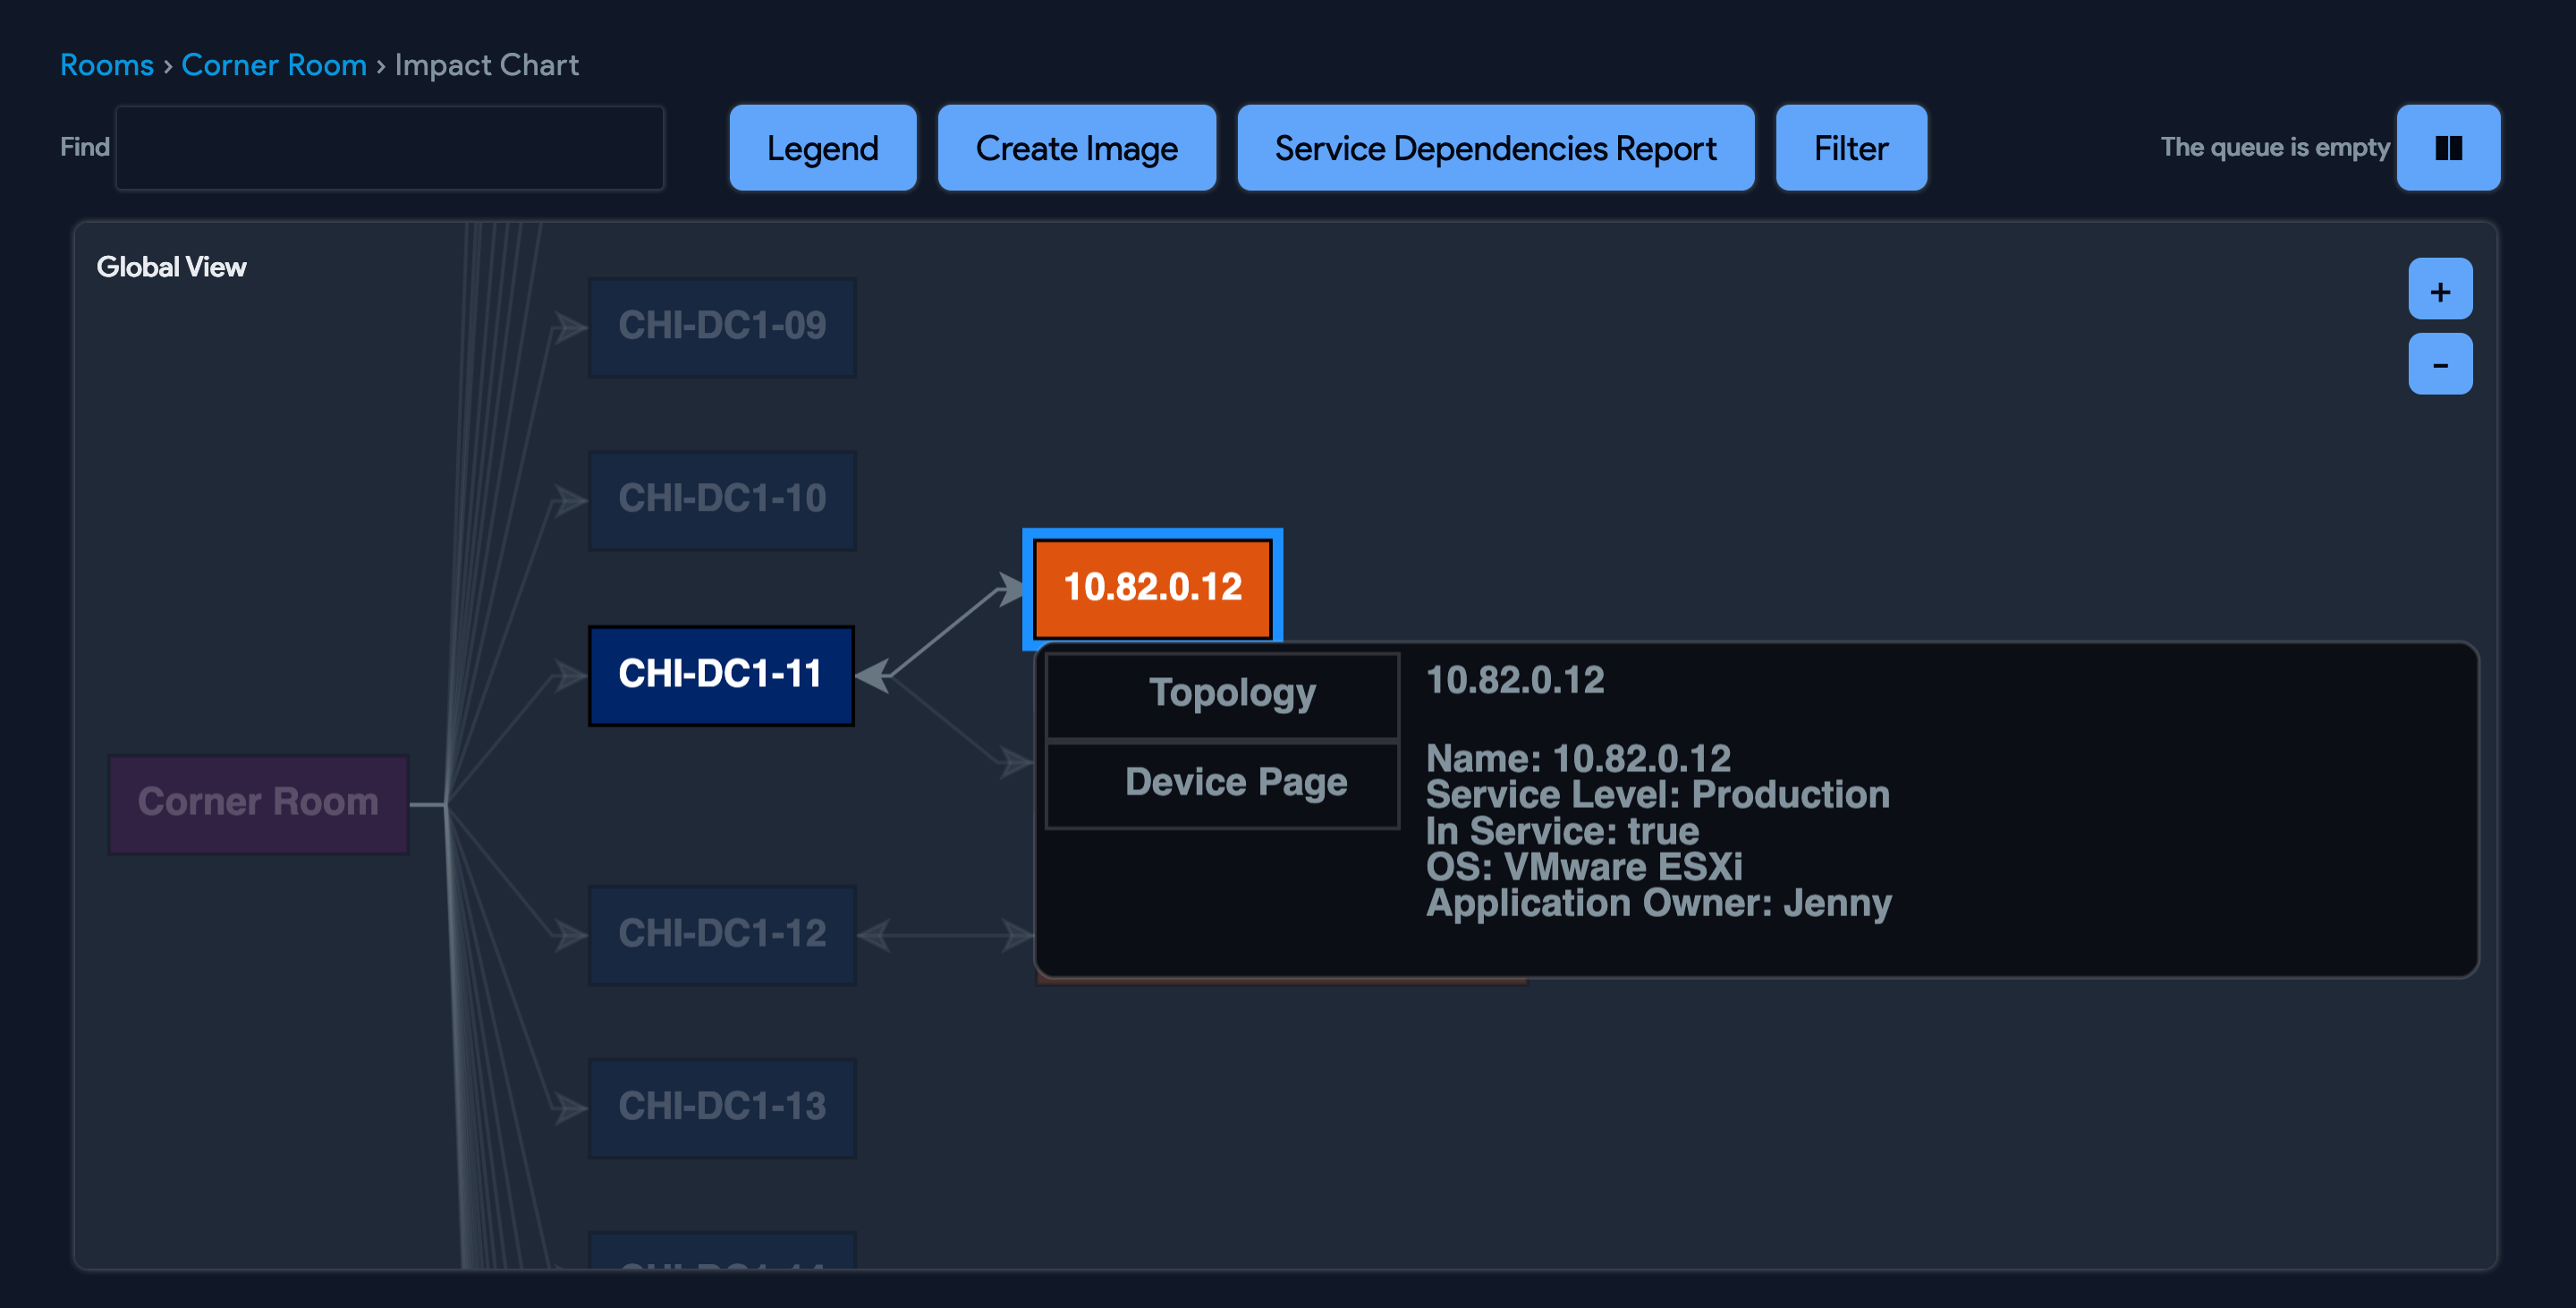 Rooms › Corner Room › Impact Chart
Find
Legend
Create Image
Service Dependencies Report
Filter
The queue is empty
Global View
+
-
CHI-DC1-09
CHI-DC1-10
10.82.0.12
CHI-DC1-11
Topology
Device Page
10.82.0.12
Name: 10.82.0.12
Service Level: Production
In Service: true
OS: VMware ESXi
Application Owner: Jenny
Corner Room
CHI-DC1-12
CHI-DC1-13